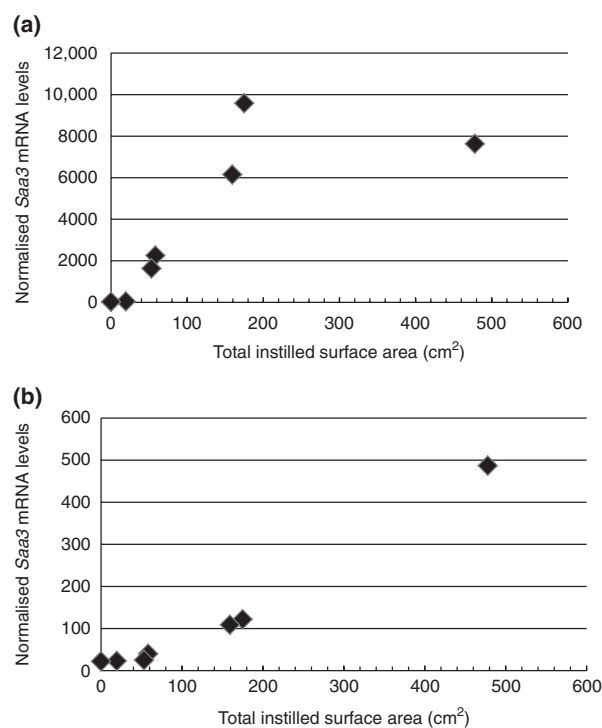 (a)
12,000
10,000
8000
6000
4000
2000
0
0 100 200 300 400 500 600
Normalised Saa3 mRNA levels
Total instilled surface area (cm²)
(b)
600
500
400
300
200
100
0
0 100 200 300 400 500 600
Normalised Saa3 mRNA levels
Total instilled surface area (cm²)